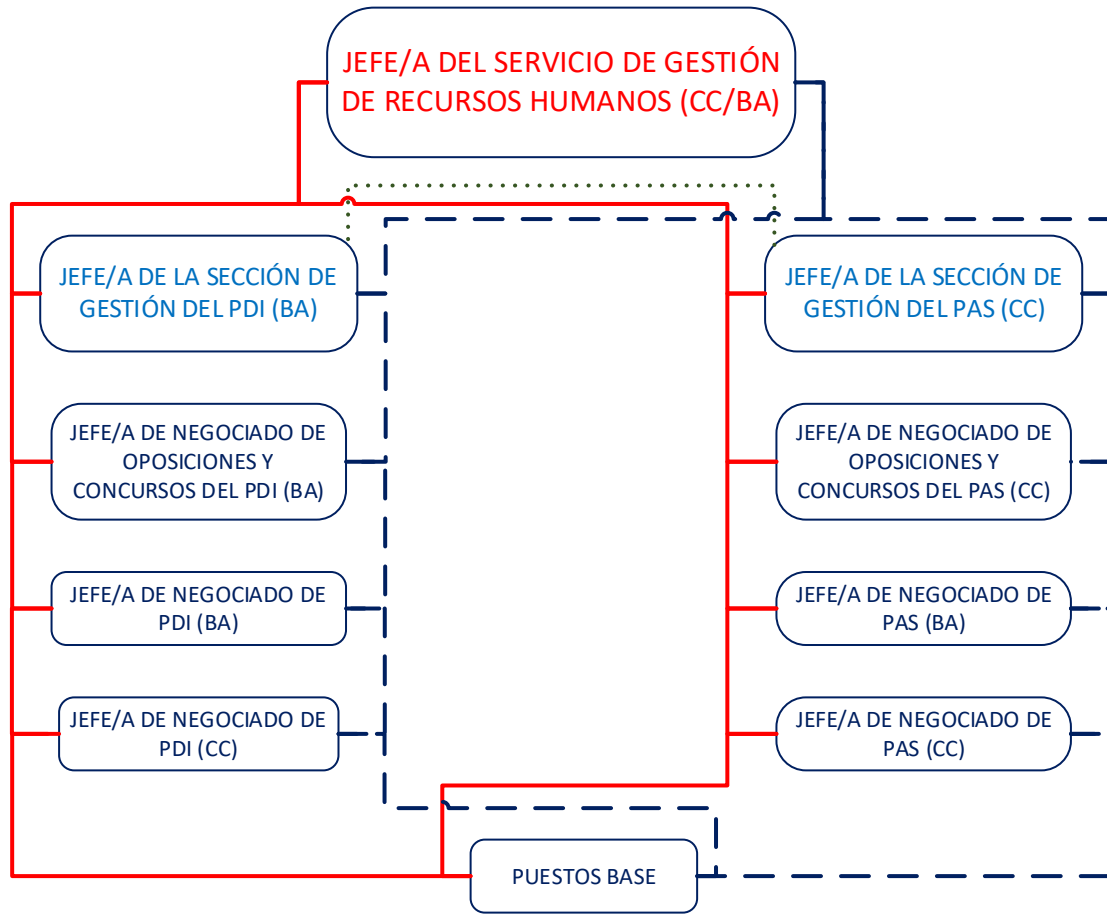 JEFE/A DEL SERVICIO DE GESTIÓN
DE RECURSOS HUMANOS (CC/BA)
JEFE/A DE LA SECCIÓN DE
GESTIÓN DEL PDI (BA)
JEFE/A DE LA SECCIÓN DE
GESTIÓN DEL PAS (CC)
JEFE/A DE NEGOCIADO DE
OPOSICIONES Y
CONCURSOS DEL PDI (BA)
JEFE/A DE NEGOCIADO DE
OPOSICIONES Y
CONCURSOS DEL PAS (CC)
JEFE/A DE NEGOCIADO DE
PDI (BA)
JEFE/A DE NEGOCIADO DE
PAS (BA)
JEFE/A DE NEGOCIADO DE
PDI (CC)
JEFE/A DE NEGOCIADO DE
PAS (CC)
PUESTOS BASE